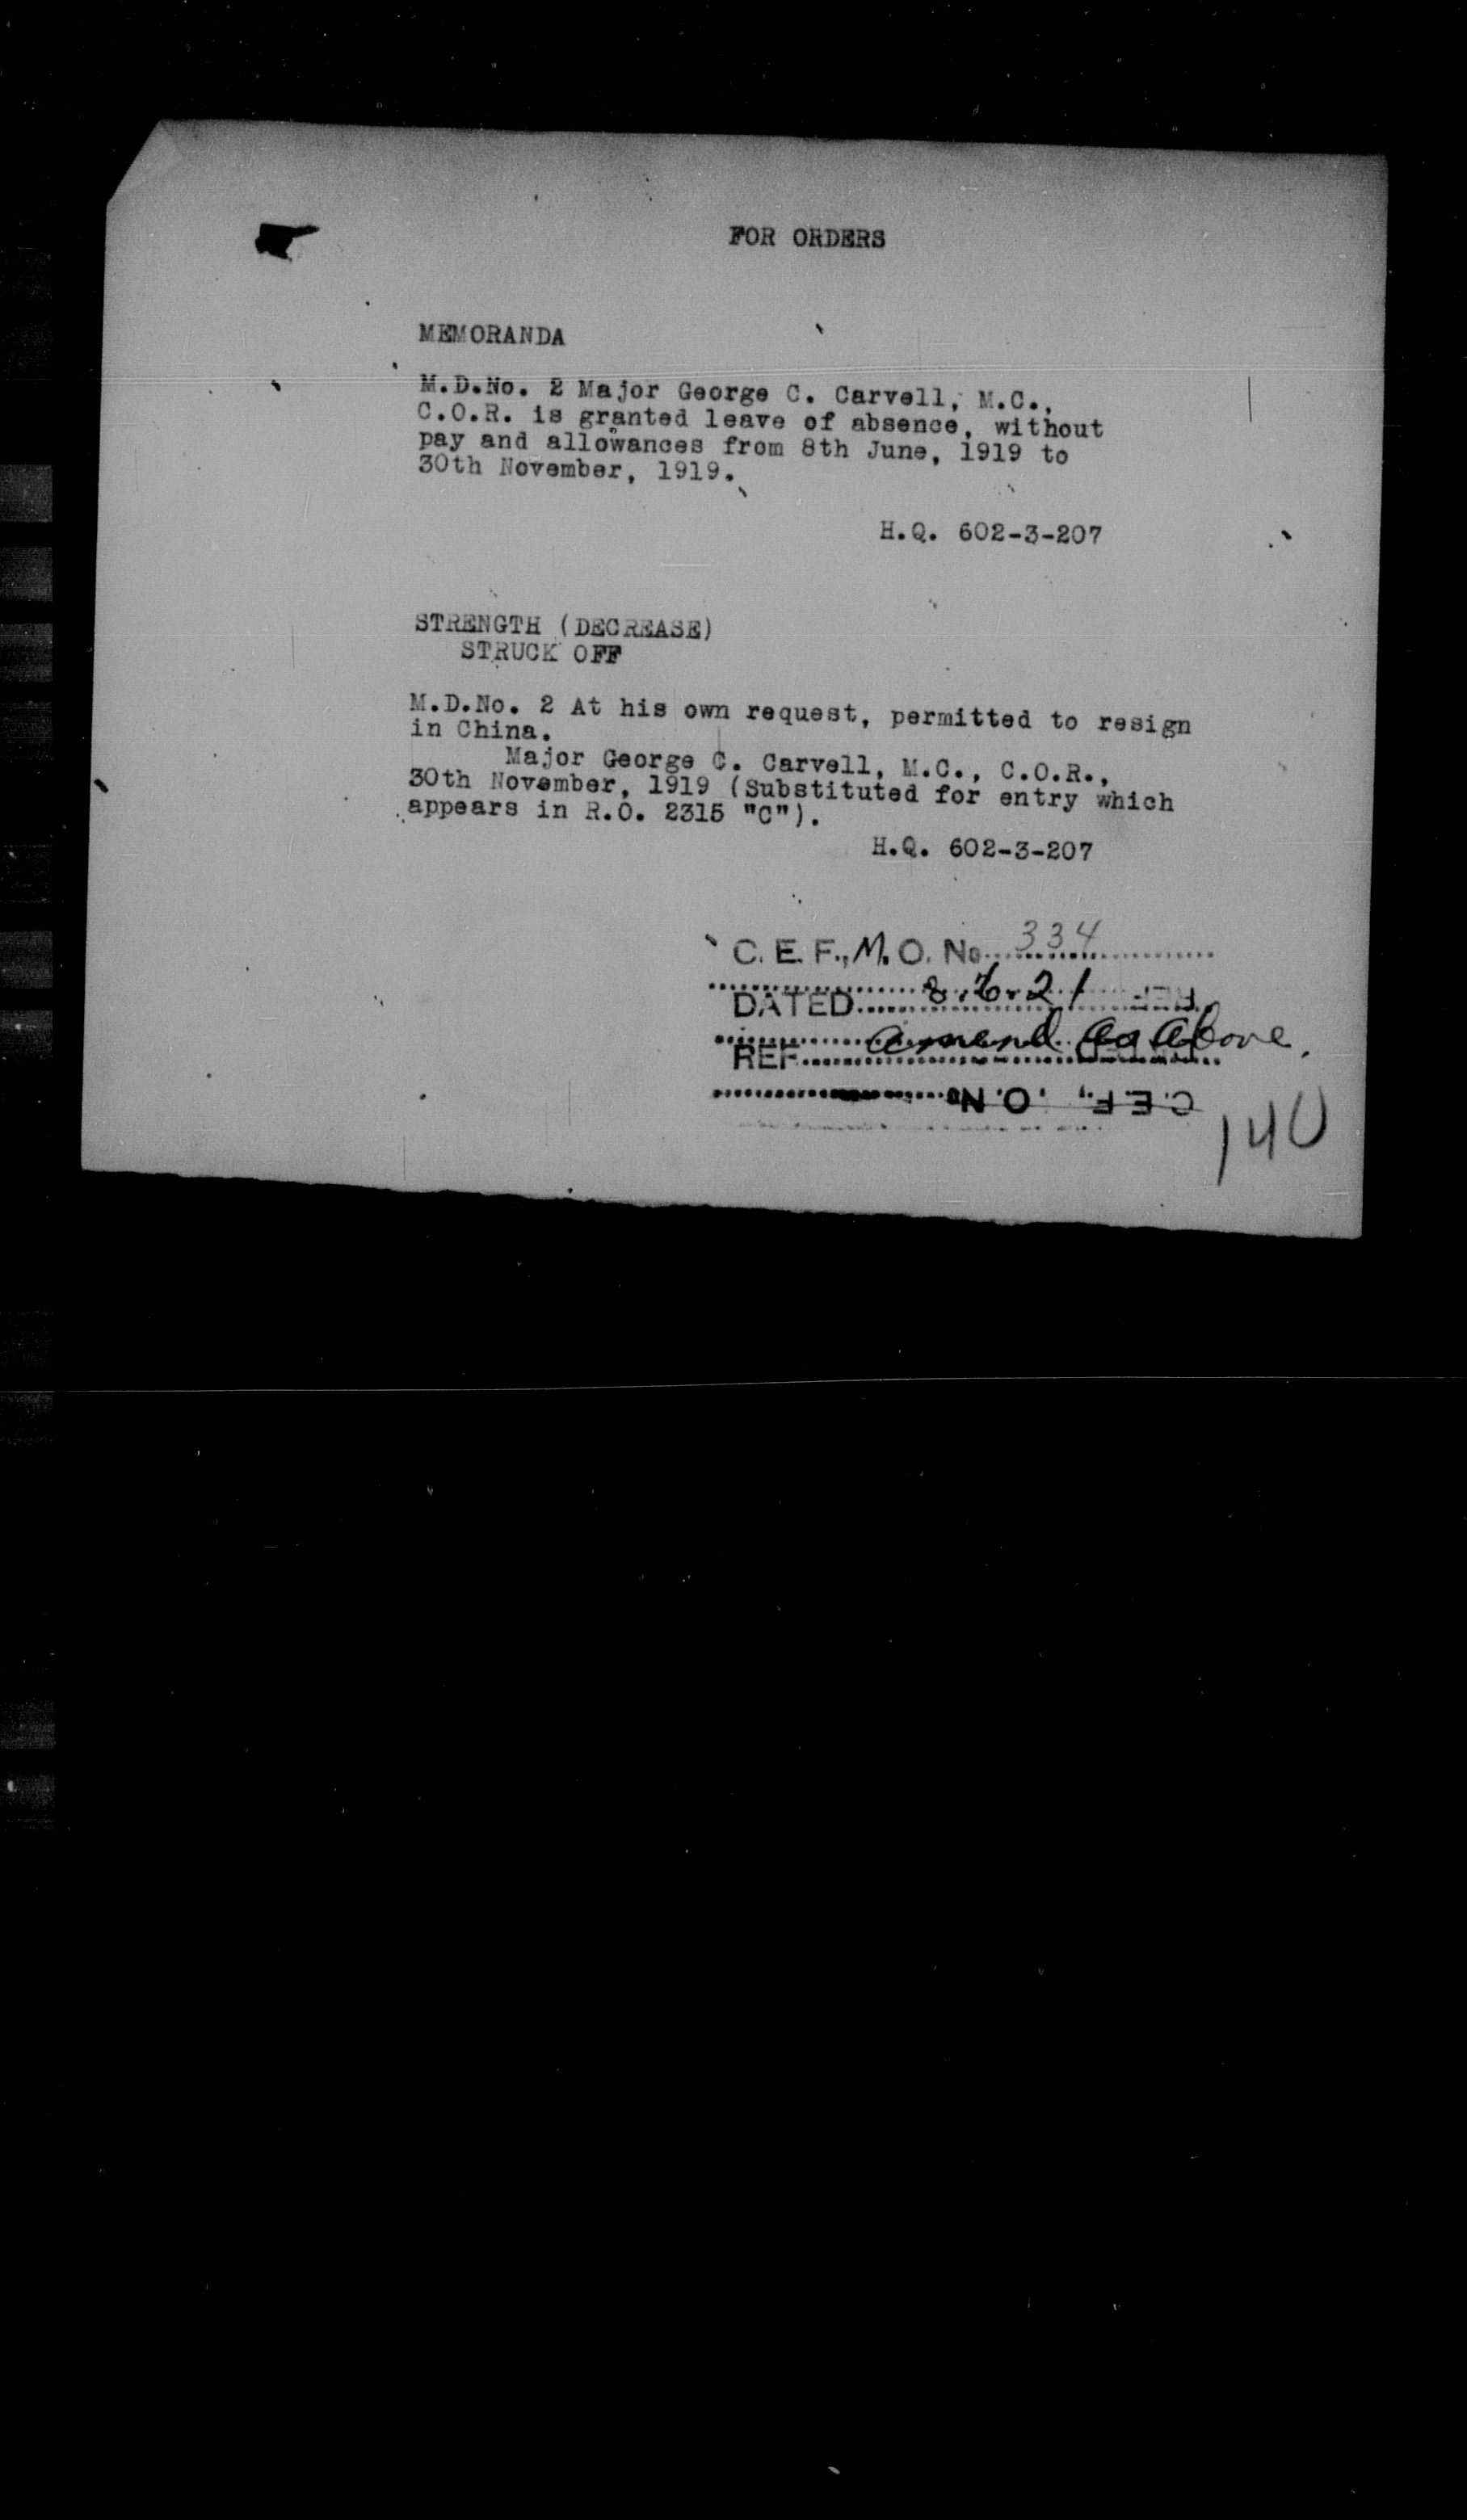 FOR ORDERS
MEMORANDA
M.D.No. 2 Major George C. Carvell, M.C.,
C.O.R. is granted leave of absence, without
pay and allowances from 8th June, 1919 to
30th November, 1919.
H.Q. 602-3-207
STRENGTH (DECREASE)
STRUCK OFF
M.D.No. 2 At his own request, permitted to resign
in China.
Major George C. Carvell, M.C., C.O.R.,
30th November, 1919 (Substituted for entry which
appears in R.O. 2315 "C").
H.Q. 602-3-207
C.E.F., M.O. No. 334
DATED 8.6.21
REF. amend as above.
C.E.F., .O. No.
140